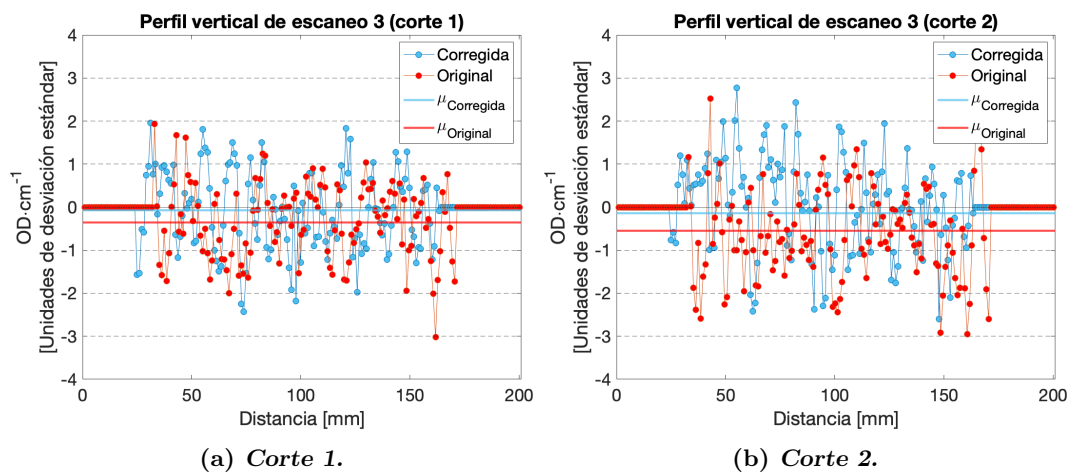 Perfil vertical de escaneo 3 (corte 1)
4
3
2
1
0
-1
-2
-3
-4
OD·cm⁻¹
[Unidades de desviación estándar]
Corregida
Original
μCorregida
μOriginal
0
50
100
150
200
Distancia [mm]
(a) Corte 1.
Perfil vertical de escaneo 3 (corte 2)
4
3
2
1
0
-1
-2
-3
-4
OD·cm⁻¹
[Unidades de desviación estándar]
Corregida
Original
μCorregida
μOriginal
0
50
100
150
200
Distancia [mm]
(b) Corte 2.